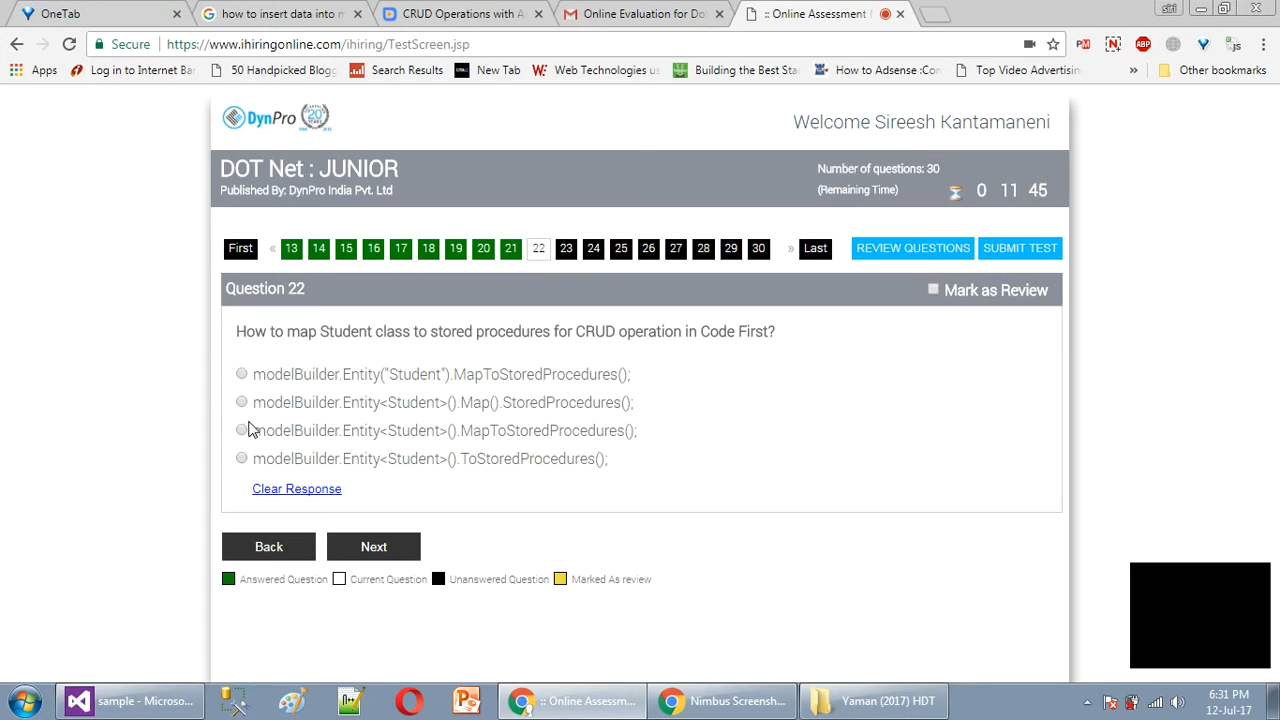 OneTab
how to insert data into m
CRUD Operations with A
Online Evaluation for Do
:: Online Assessment
Secure
https://www.ihiringonline.com/ihiring/TestScreen.jsp
Apps
Log in to Internet Ba
50 Handpicked Blog
Search Results
New Tab
Web Technologies us
Building the Best Sta
How to Adsense :Con
Top Video Advertisin
»
Other bookmarks
DynPro
20
Welcome Sireesh Kantamaneni
DOT Net : JUNIOR
Published By: DynPro India Pvt. Ltd
Number of questions: 30
(Remaining Time)
0 11 45
First « 13 14 15 16 17 18 19 20 21 22 23 24 25 26 27 28 29 30 » Last
REVIEW QUESTIONS
SUBMIT TEST
Question 22
Mark as Review
How to map Student class to stored procedures for CRUD operation in Code First?
modelBuilder.Entity("Student").MapToStoredProcedures();
modelBuilder.Entity<Student>().Map().StoredProcedures();
modelBuilder.Entity<Student>().MapToStoredProcedures();
modelBuilder.Entity<Student>().ToStoredProcedures();
Clear Response
Back
Next
Answered Question
Current Question
Unanswered Question
Marked As review
sample - Microso...
:: Online Assessm...
Nimbus Screensh...
Yaman (2017) HDT
6:31 PM
12-Jul-17